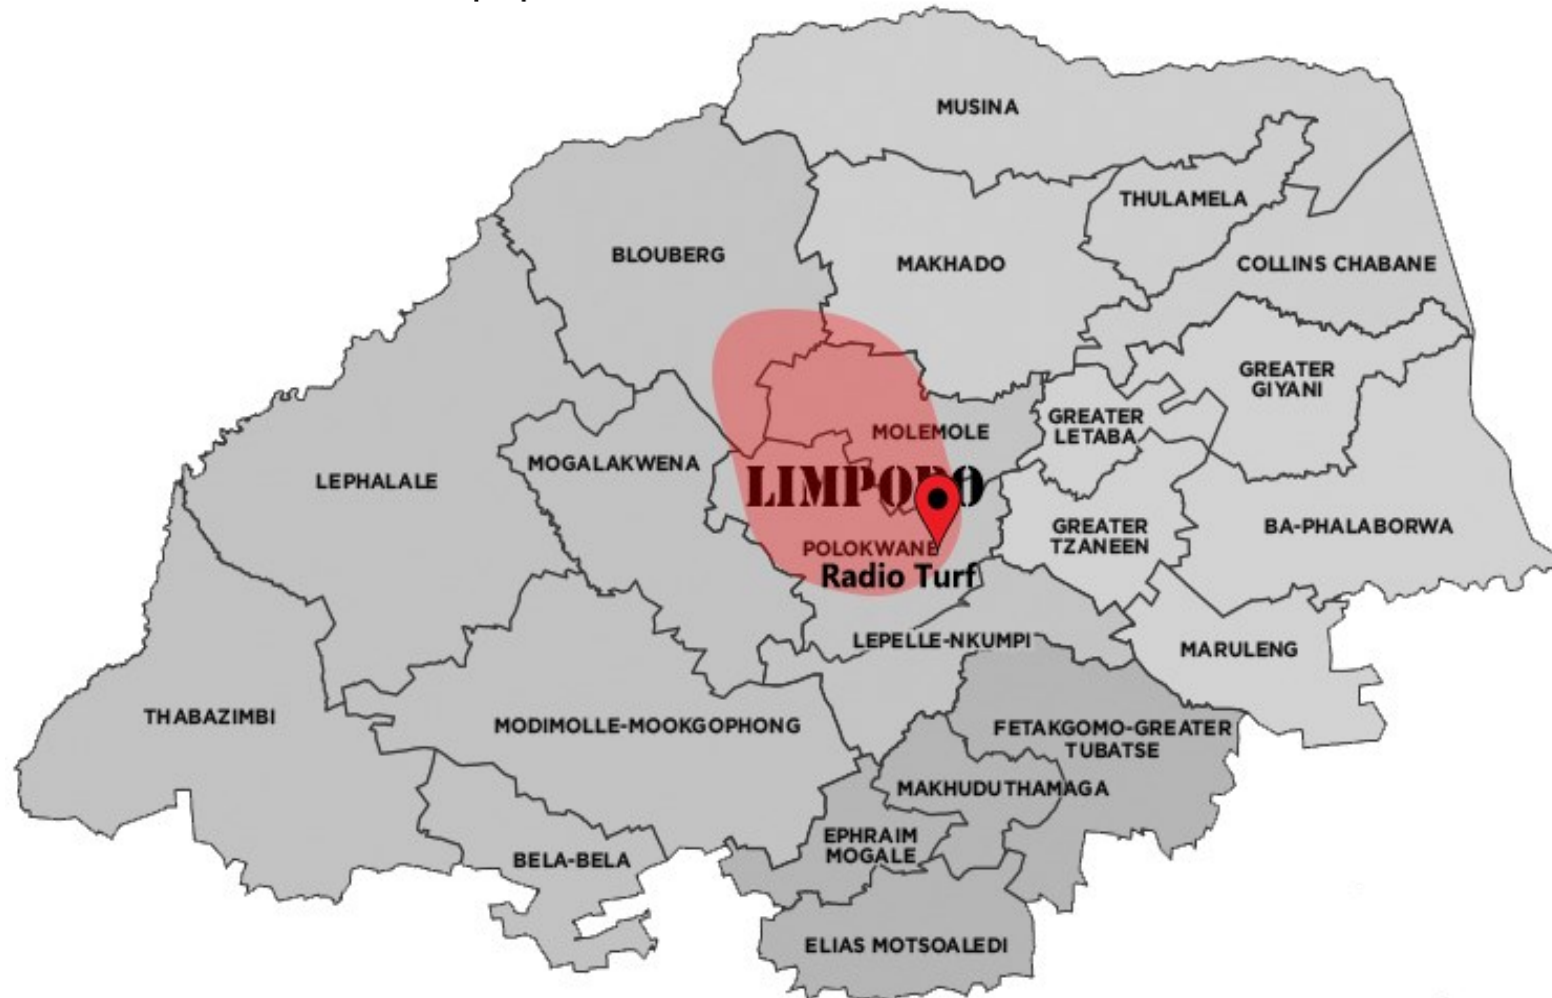 MUSINA
THULAMELA
BLOUBERG
MAKHADO
COLLINS CHABANE
GREATER
GIYANI
GREATER
LETABA
MOLEMOLE
MOGALAKWENA
LEPHALALE
LIMPOPO
BA-PHALABORWA
GREATER
TZANEEN
POLOKWANE
Radio Turf
LEPELLE-NKUMPI
MARULENG
THABAZIMBI
MODIMOLLE-MOOKGOPHONG
FETAKGOMO-GREATER
TUBATSE
MAKHUDUTHAMAGA
EPHRAIM
MOGALE
BELA-BELA
ELIAS MOTSOALEDI